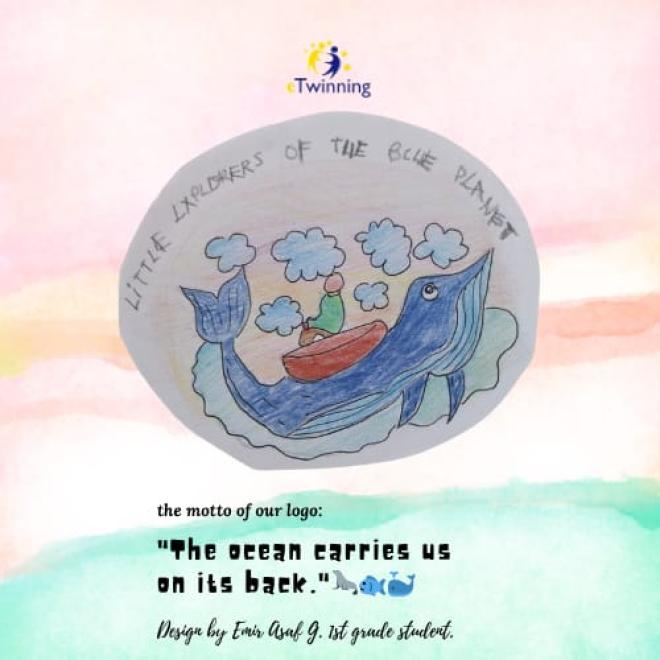 eTwinning
LITTLE EXPLORERS OF THE BLUE PLANET
the motto of our logo:
"The ocean carries us
on its back."
Design by Emir Asaf G. 1st grade student.